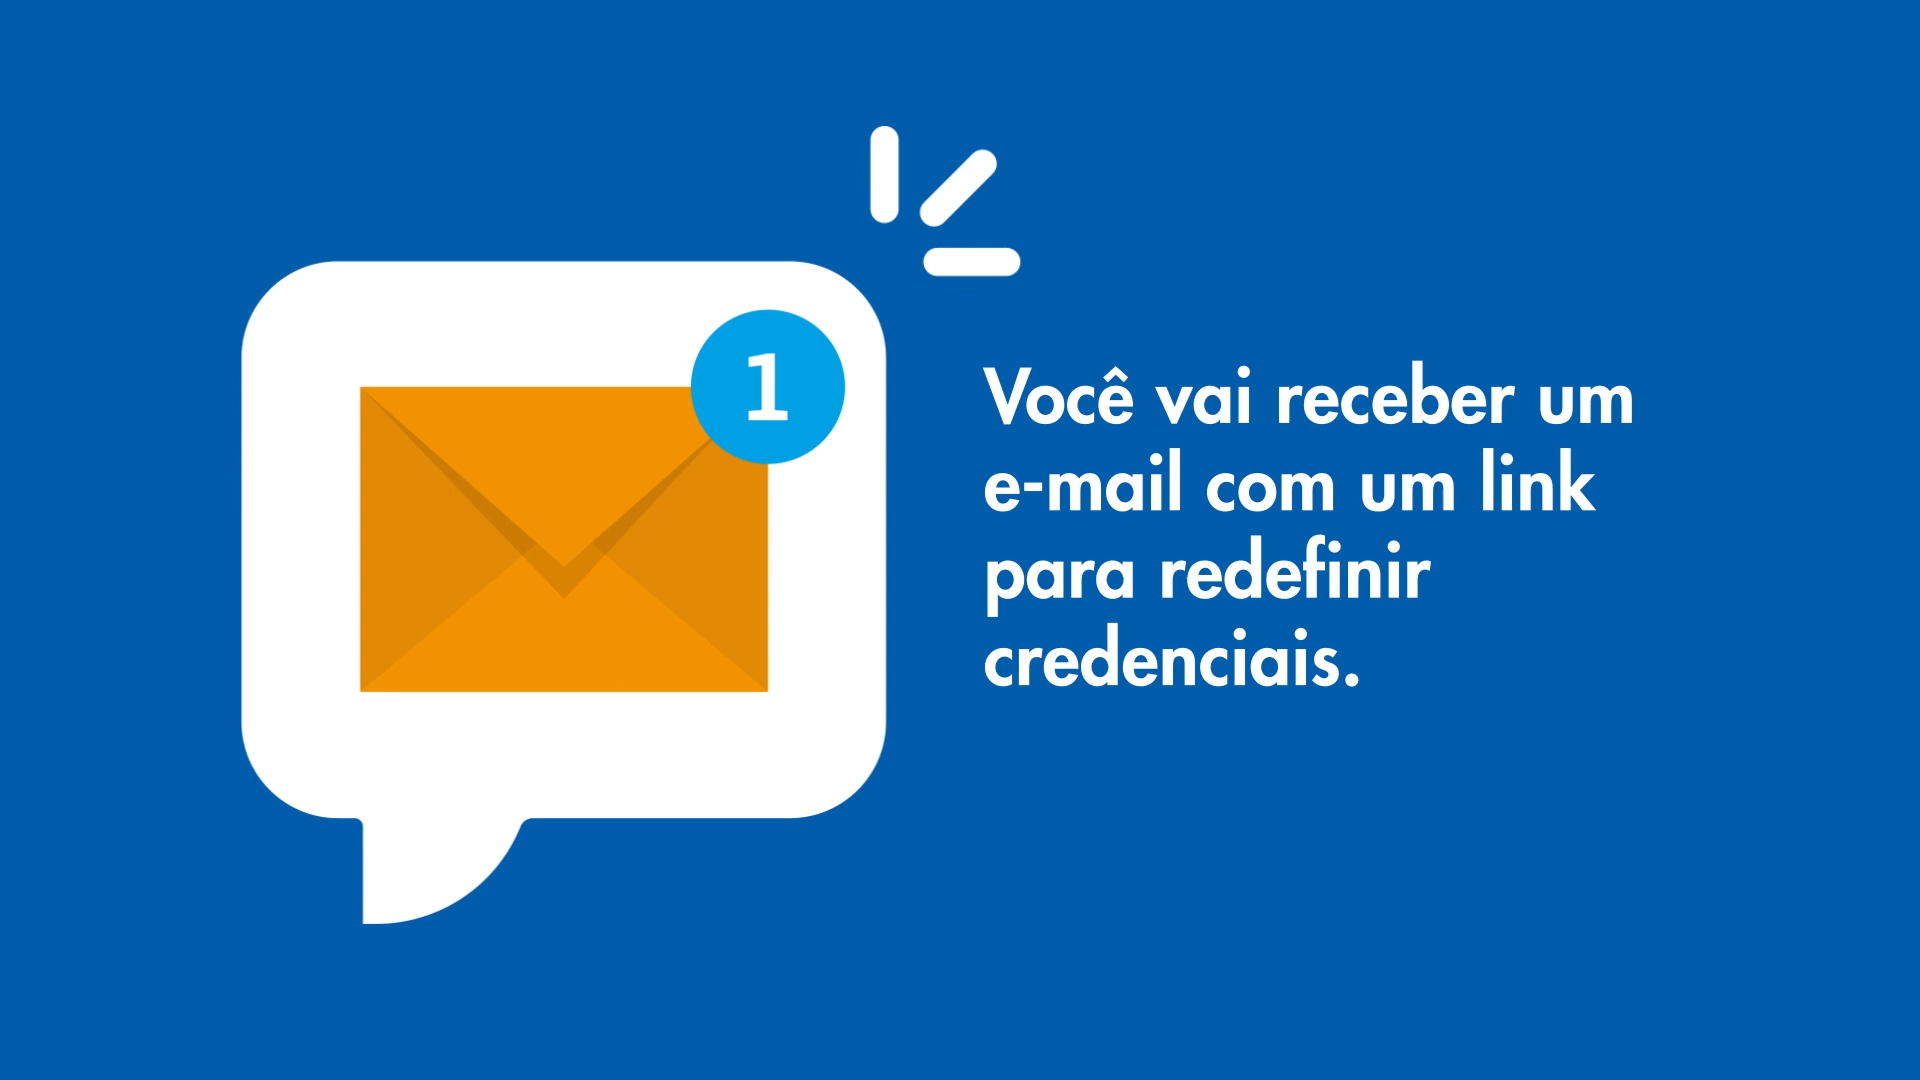 1
Você vai receber um
e-mail com um link
para redefinir
credenciais.